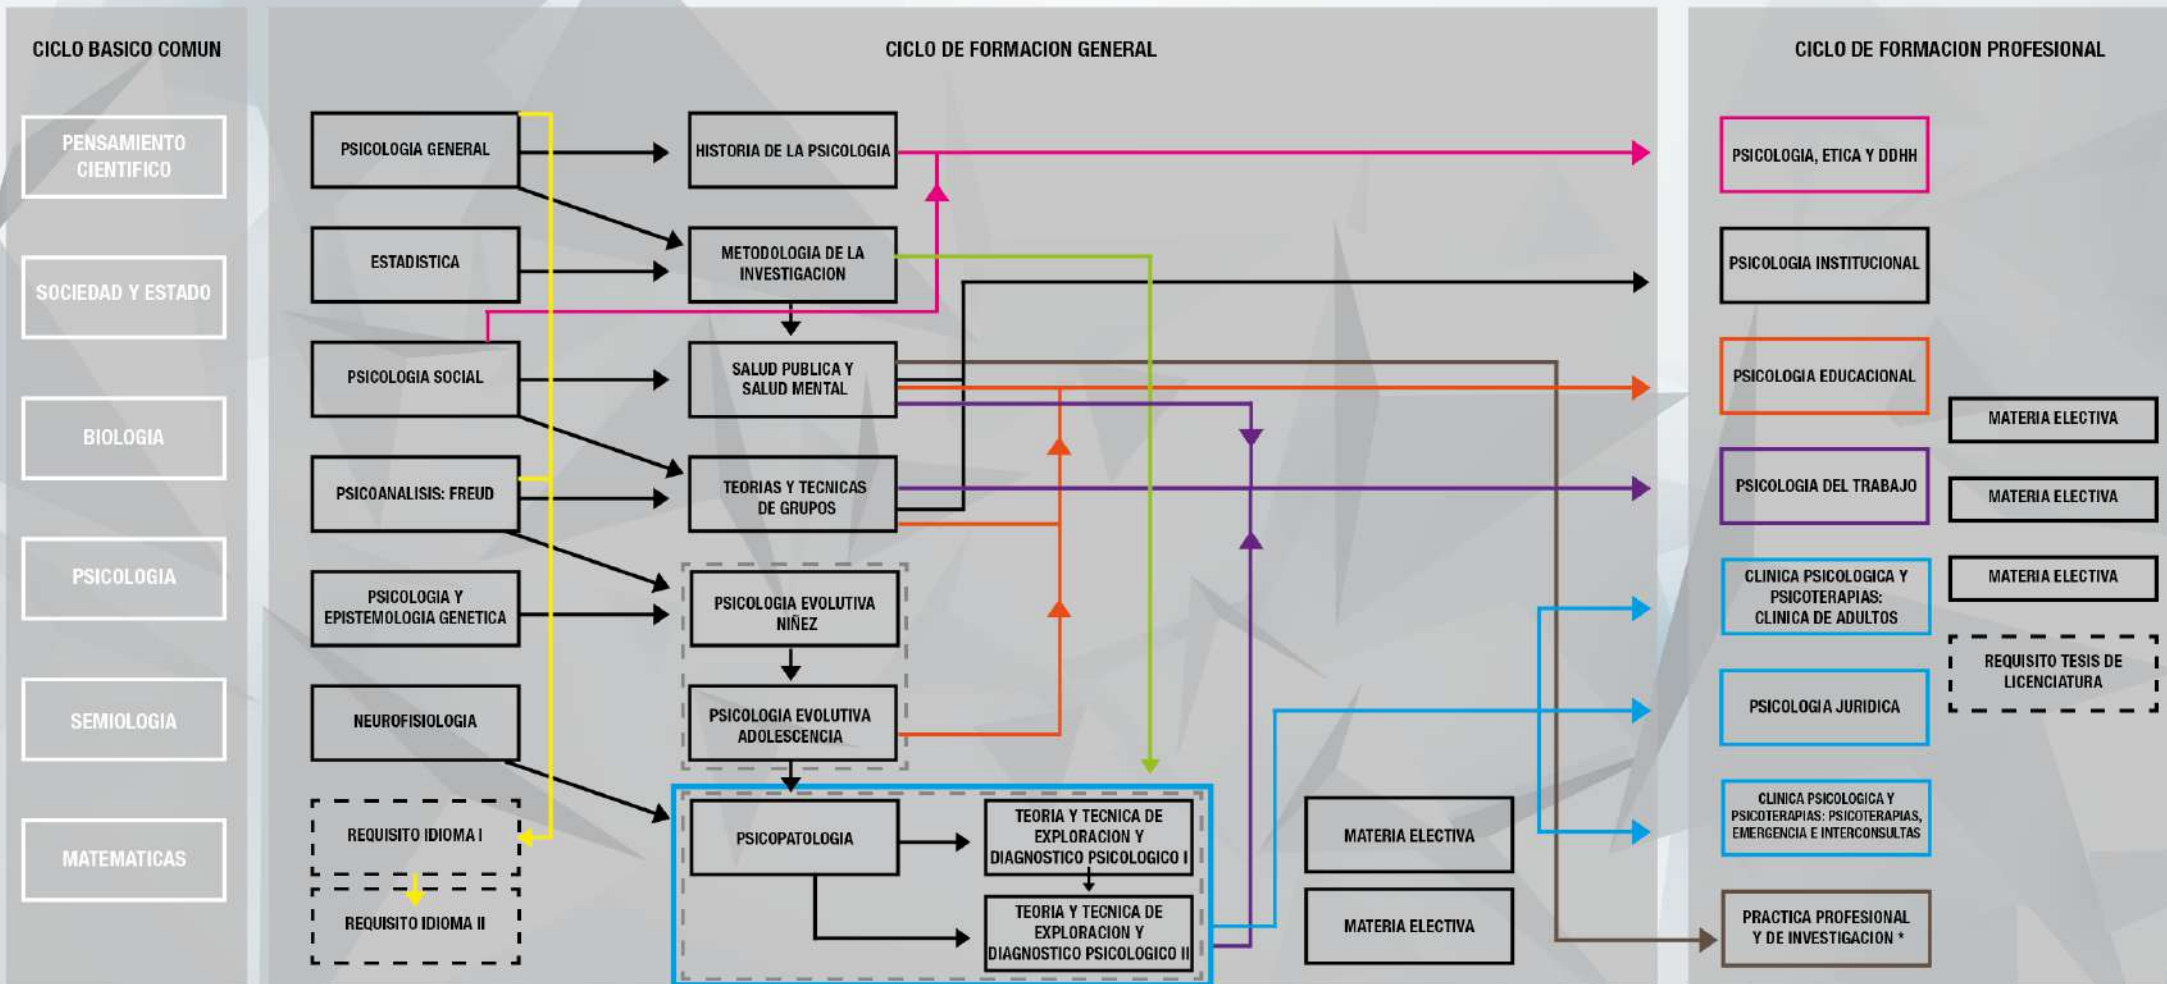 CICLO BASICO COMUN
PENSAMIENTO
CIENTIFICO
SOCIEDAD Y ESTADO
BIOLOGIA
PSICOLOGIA
SEMIOLOGIA
MATEMATICAS
CICLO DE FORMACION GENERAL
PSICOLOGIA GENERAL
ESTADISTICA
PSICOLOGIA SOCIAL
PSICOANALISIS: FREUD
PSICOLOGIA Y
EPISTEMOLOGIA GENETICA
NEUROFISIOLOGIA
REQUISITO IDIOMA I
REQUISITO IDIOMA II
HISTORIA DE LA PSICOLOGIA
METODOLOGIA DE LA
INVESTIGACION
SALUD PUBLICA Y
SALUD MENTAL
TEORIAS Y TECNICAS
DE GRUPOS
PSICOLOGIA EVOLUTIVA
NIÑEZ
PSICOLOGIA EVOLUTIVA
ADOLESCENCIA
PSICOPATOLOGIA
TEORIA Y TECNICA DE
EXPLORACION Y
DIAGNOSTICO PSICOLOGICO I
TEORIA Y TECNICA DE
EXPLORACION Y
DIAGNOSTICO PSICOLOGICO II
MATERIA ELECTIVA
MATERIA ELECTIVA
CICLO DE FORMACION PROFESIONAL
PSICOLOGIA, ETICA Y DDHH
PSICOLOGIA INSTITUCIONAL
PSICOLOGIA EDUCACIONAL
PSICOLOGIA DEL TRABAJO
CLINICA PSICOLOGICA Y
PSICOTERAPIAS:
CLINICA DE ADULTOS
PSICOLOGIA JURIDICA
CLINICA PSICOLOGICA Y
PSICOTERAPIAS: PSICOTERAPIAS,
EMERGENCIA E INTERCONSULTAS
PRACTICA PROFESIONAL
Y DE INVESTIGACION *
MATERIA ELECTIVA
MATERIA ELECTIVA
MATERIA ELECTIVA
REQUISITO TESIS DE
LICENCIATURA